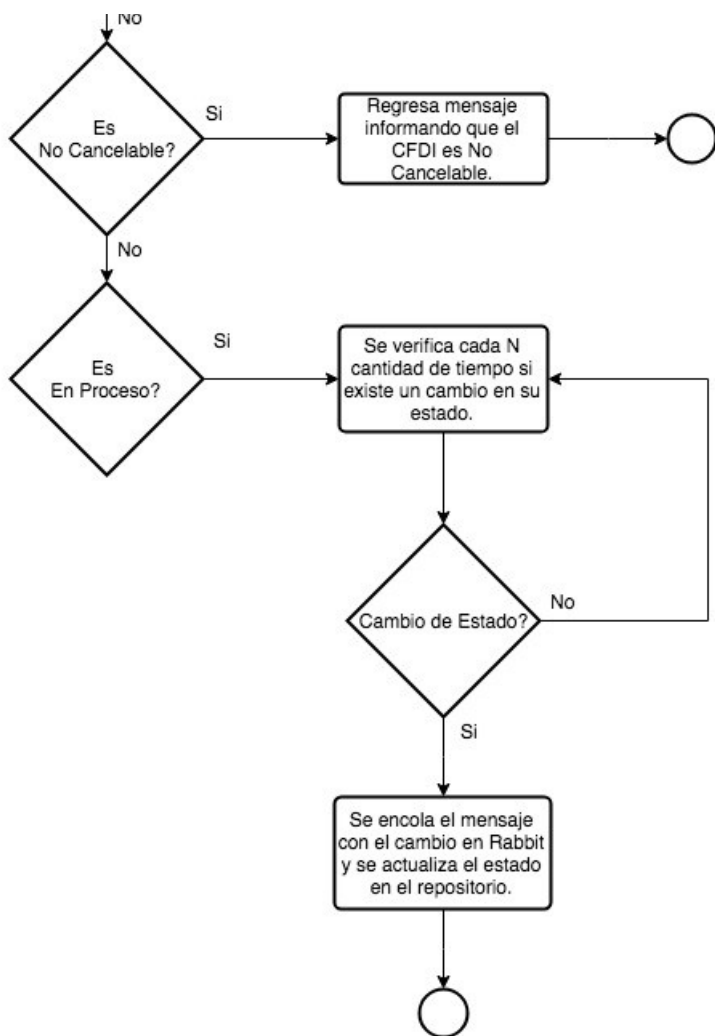 No
Es
No Cancelable?
Si
Regresa mensaje
informando que el
CFDI es No
Cancelable.
No
Es
En Proceso?
Si
Se verifica cada N
cantidad de tiempo si
existe un cambio en su
estado.
Cambio de Estado?
No
Si
Se encola el mensaje
con el cambio en Rabbit
y se actualiza el estado
en el repositorio.